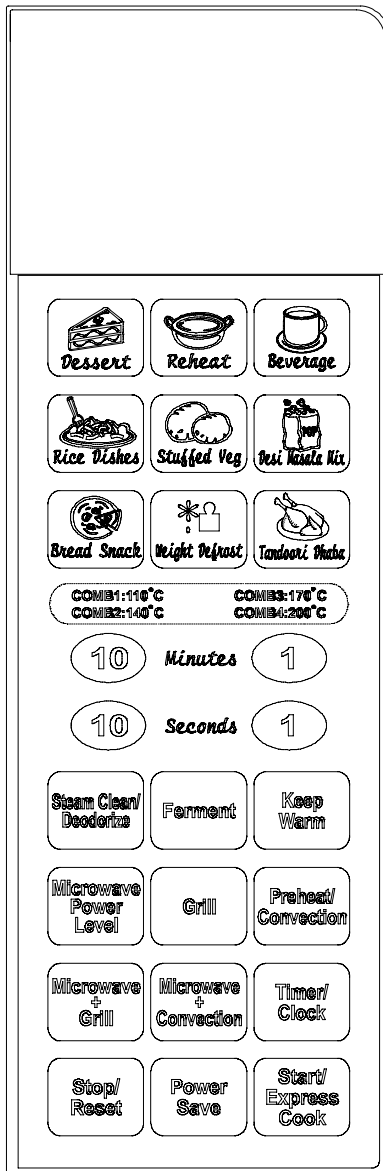 Dessert
Reheat
Beverage
Rice Dishes
Stuffed Veg
POP
Desi Masala Mix
Bread Snack
Weight Defrost
Tandoori Dhaba
COMB1:110°C COMB3:170°C
COMB2:140°C COMB4:200°C
10 Minutes 1
10 Seconds 1
Steam Clean/
Deodorize
Ferment
Keep
Warm
Microwave
Power
Level
Grill
Preheat/
Convection
Microwave
+
Grill
Microwave
+
Convection
Timer/
Clock
Stop/
Reset
Power
Save
Start/
Express
Cook